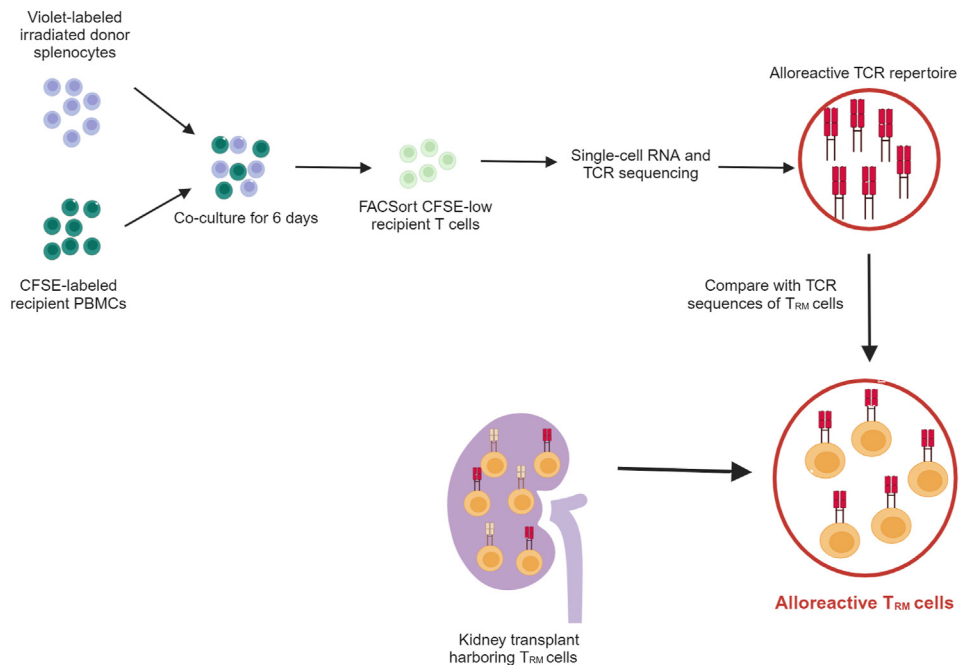 Violet-labeled
irradiated donor
splenocytes
CFSE-labeled
recipient PBMCs
Co-culture for 6 days
FACSort CFSE-low
recipient T cells
Single-cell RNA and
TCR sequencing
Alloreactive TCR repertoire
Compare with TCR
sequences of TRM cells
Kidney transplant
harboring TRM cells
Alloreactive TRM cells